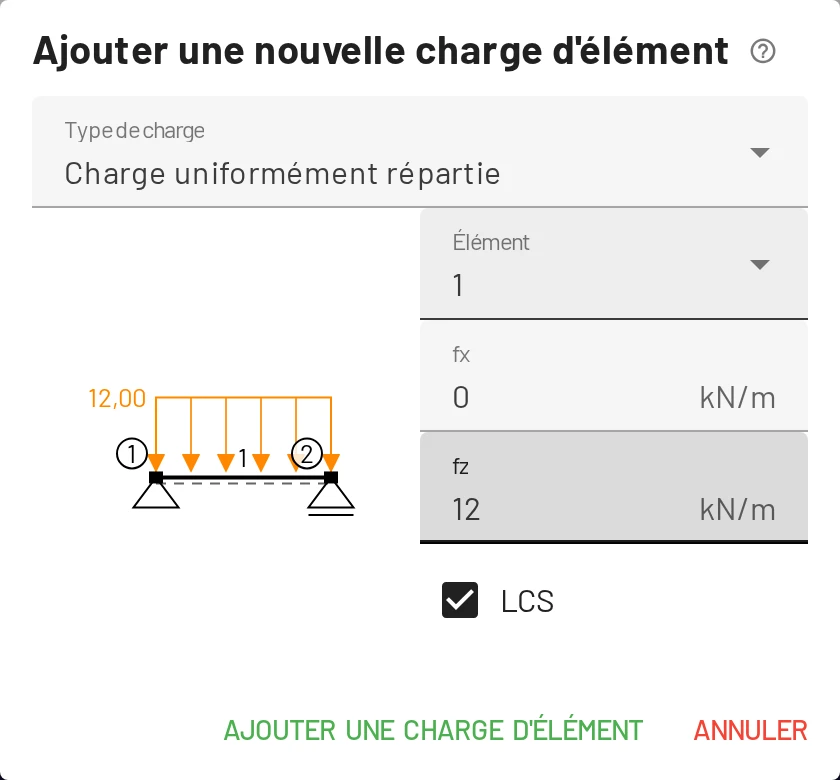 Ajouter une nouvelle charge d'élément ?
Type de charge
Charge uniformément répartie
Élément
1
fx
0 kN/m
12,00
1 1 2
fz
12 kN/m
LCS
AJOUTER UNE CHARGE D'ÉLÉMENT ANNULER